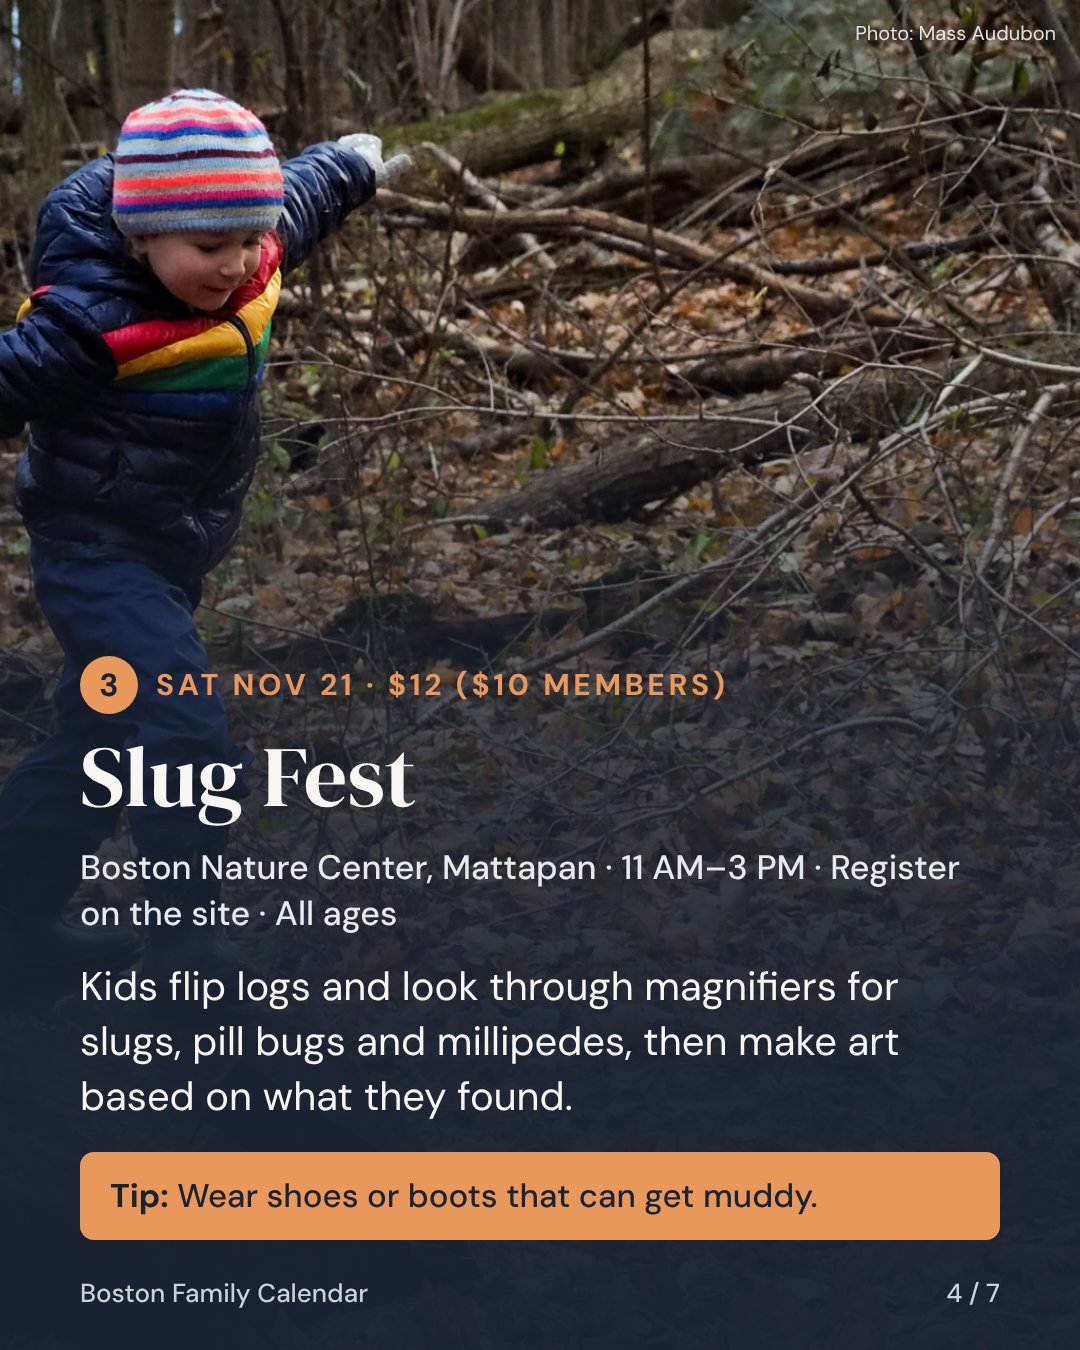 Photo: Mass Audubon
3 SAT NOV 21 · $12 ($10 MEMBERS)
Slug Fest
Boston Nature Center, Mattapan · 11 AM–3 PM · Register
on the site · All ages
Kids flip logs and look through magnifiers for
slugs, pill bugs and millipedes, then make art
based on what they found.
Tip: Wear shoes or boots that can get muddy.
Boston Family Calendar
4 / 7